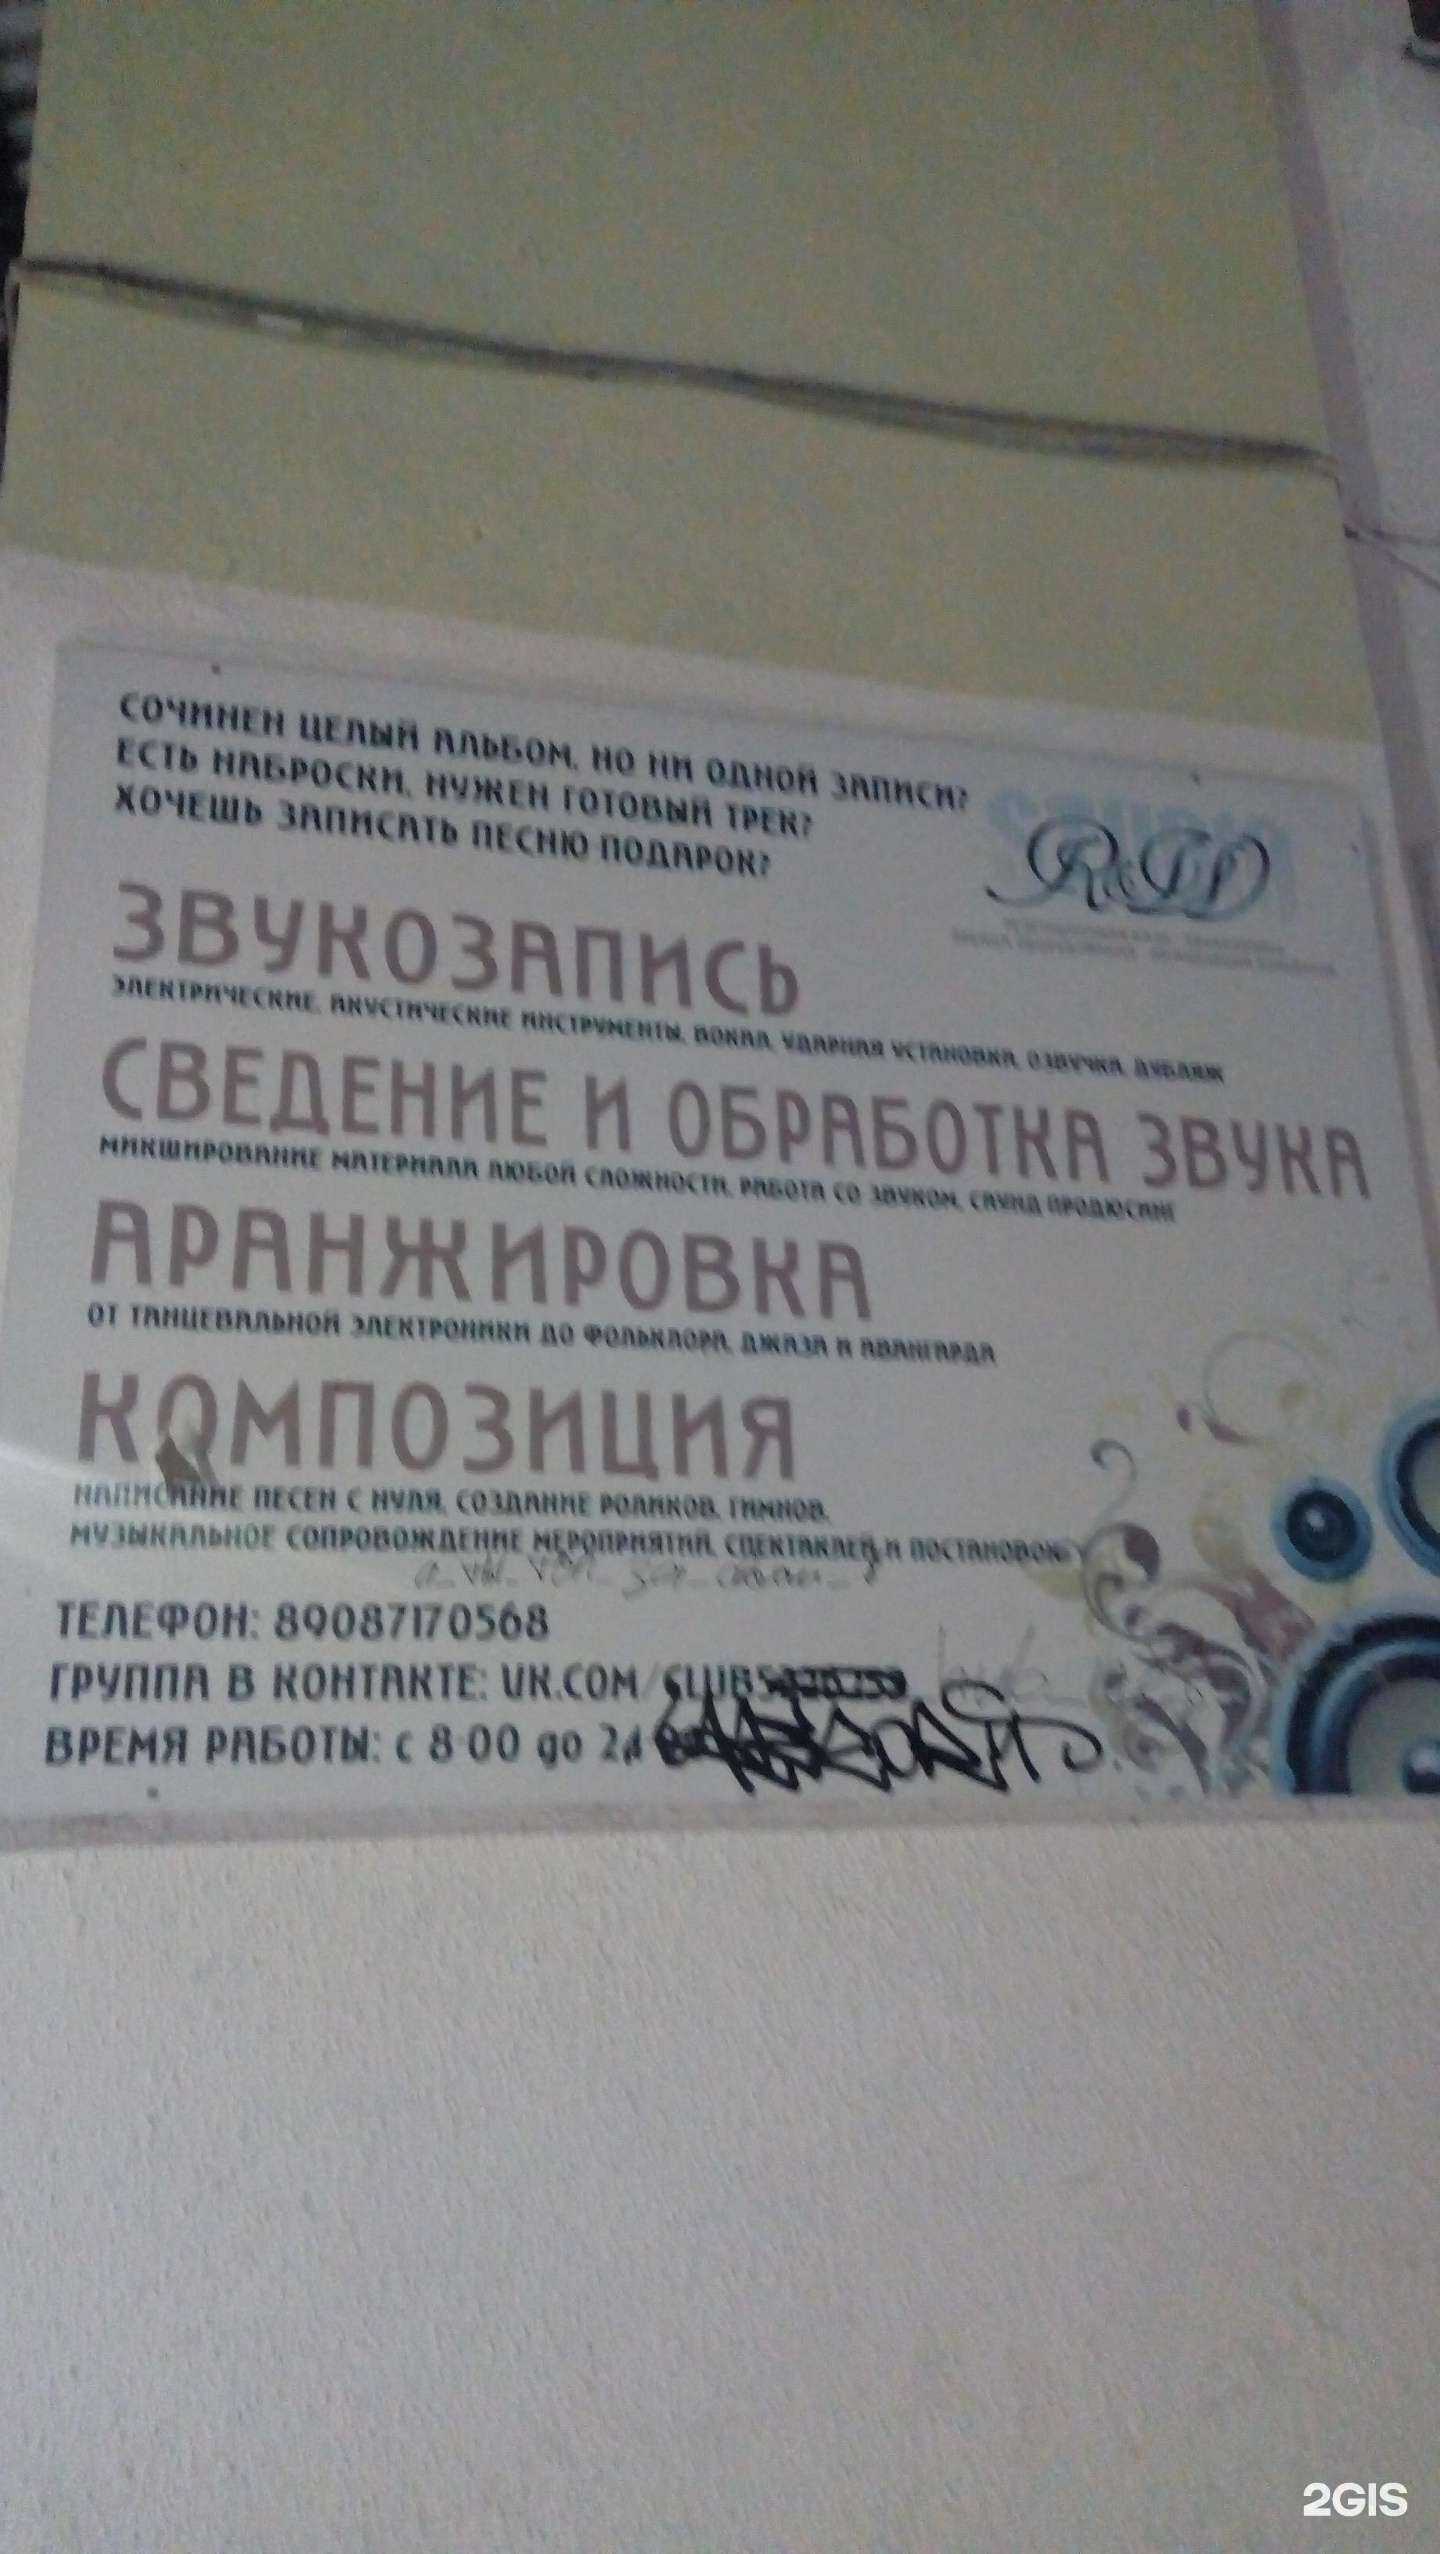 СОЧИНЕН ЦЕЛЫЙ АЛЬБОМ, НО НИ ОДНОЙ ЗАПИСИ?
ЕСТЬ НАБРОСКИ, НУЖЕН ГОТОВЫЙ ТРЕК?
ХОЧЕШЬ ЗАПИСАТЬ ПЕСНЮ ПОДАРОК?
ЗВУКОЗАПИСЬ
ЭЛЕКТРИЧЕСКИЕ, АКУСТИЧЕСКИЕ ИНСТРУМЕНТЫ, ВОКАЛ, УДАРНАЯ УСТАНОВКА, ОЗВУЧКА, ДУБЛЯЖ
СВЕДЕНИЕ И ОБРАБОТКА ЗВУКА
МИКШИРОВАНИЕ МАТЕРИАЛА ЛЮБОЙ СЛОЖНОСТИ, РАБОТА СО ЗВУКОМ, САУНД ПРОДЮСИНГ
АРАНЖИРОВКА
ОТ ТАНЦЕВАЛЬНОЙ ЭЛЕКТРОНИКИ ДО ФОЛЬКЛОРА, ДЖАЗА И АВАНГАРДА
КОМПОЗИЦИЯ
НАПИСАНИЕ ПЕСЕН С НУЛЯ, СОЗДАНИЕ РОЛИКОВ, ГИМНОВ,
МУЗЫКАЛЬНОЕ СОПРОВОЖДЕНИЕ МЕРОПРИЯТИЙ, СПЕКТАКЛЕЙ И ПОСТАНОВОК
ТЕЛЕФОН: 89087170568
ГРУППА В КОНТАКТЕ: VK.COM/
ВРЕМЯ РАБОТЫ: с 8-00 до
2GIS